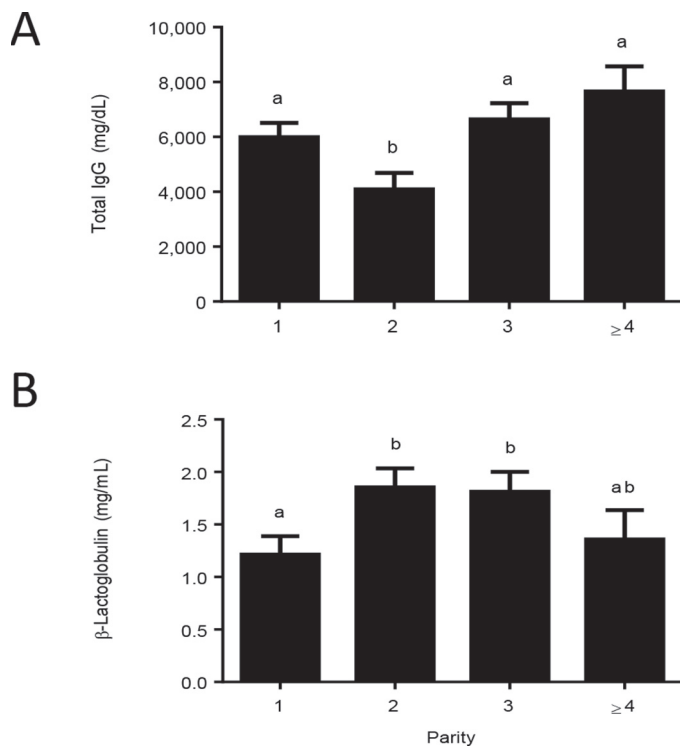 A
Total IgG (mg/dL)
10,000
8,000
6,000
4,000
2,000
0
a
b
a
a
1
2
3
≥4
B
β-Lactoglobulin (mg/mL)
2.5
2.0
1.5
1.0
0.5
0.0
a
b
b
ab
1
2
3
≥4
Parity